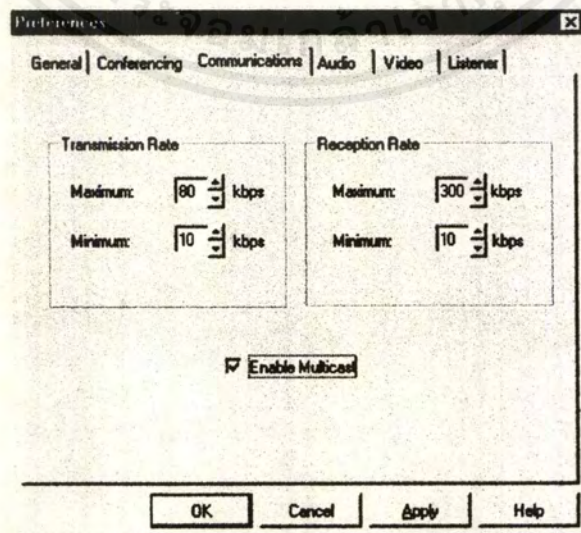 Preferences
General Conferencing Communications Audio Video Listener
Transmission Rate
Maximum: 80 kbps
Minimum: 10 kbps
Reception Rate
Maximum: 300 kbps
Minimum: 10 kbps
Enable Multicast
OK Cancel Apply Help